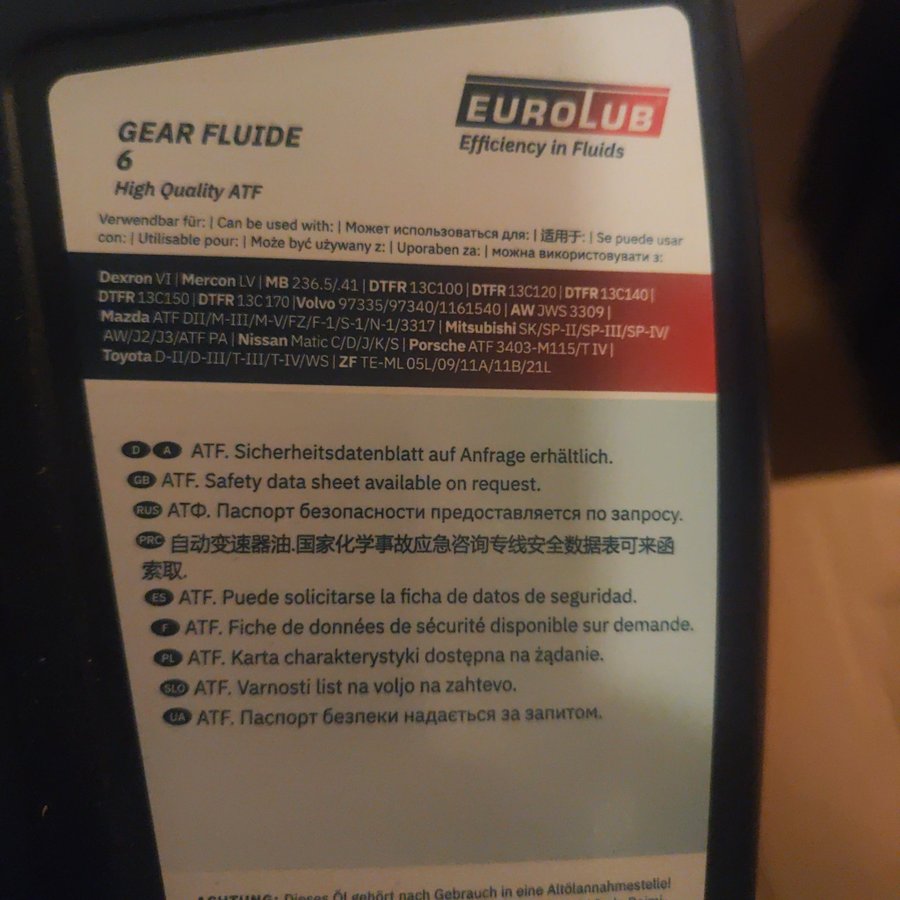 EUROLUB
Efficiency in Fluids
GEAR FLUIDE
6
High Quality ATF
Verwendbar für: | Can be used with: | Может использоваться для: | 适用于: | Se puede usar
con: | Utilisable pour: | Może być używany z: | Uporaben za: | можна використовувати з:
Dexron VI | Mercon LV | MB 236.5/.41 | DTFR 13C100 | DTFR 13C120 | DTFR 13C140 |
DTFR 13C150 | DTFR 13C170 | Volvo 97335/97340/1161540 | AW JWS 3309 |
Mazda ATF DII/M-III/M-V/FZ/F-1/S-1/N-1/3317 | Mitsubishi SK/SP-II/SP-III/SP-IV/
AW/J2/J3/ATF PA | Nissan Matic C/D/J/K/S | Porsche ATF 3403-M115/T IV |
Toyota D-II/D-III/T-III/T-IV/WS | ZF TE-ML 05L/09/11A/11B/21L
D A ATF. Sicherheitsdatenblatt auf Anfrage erhältlich.
GB ATF. Safety data sheet available on request.
RUS АТФ. Паспорт безопасности предоставляется по запросу.
PRC 自动变速器油.国家化学事故应急咨询专线安全数据表可来函
索取.
ES ATF. Puede solicitarse la ficha de datos de seguridad.
F ATF. Fiche de données de sécurité disponible sur demande.
PL ATF. Karta charakterystyki dostępna na żądanie.
SLO ATF. Varnosti list na voljo na zahtevo.
UA ATF. Паспорт безпеки надається за запитом.
ACHTUNG: Dieses Öl gehört nach Gebrauch in eine Altölannahmestelle!